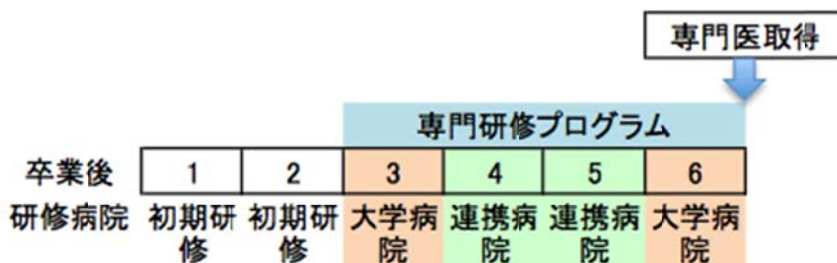 専門医取得
専門研修プログラム
卒業後 1 2 3 4 5 6
研修病院 初期研 初期研 大学病 連携病 連携病 大学病
修 修 院 院 院 院